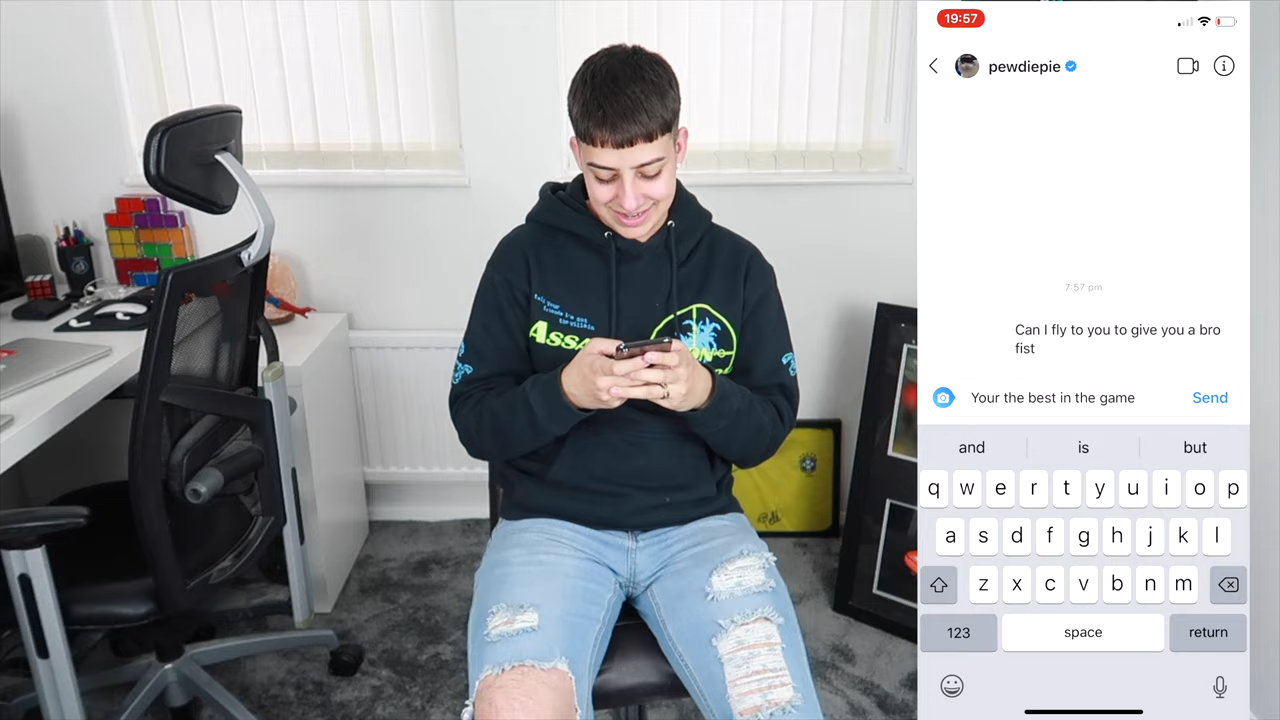 19:57
pewdiepie
7:57 pm
Can I fly to you to give you a bro
fist
Your the best in the game
Send
and is but
q w e r t y u i o p
a s d f g h j k l
z x c v b n m
123 space return